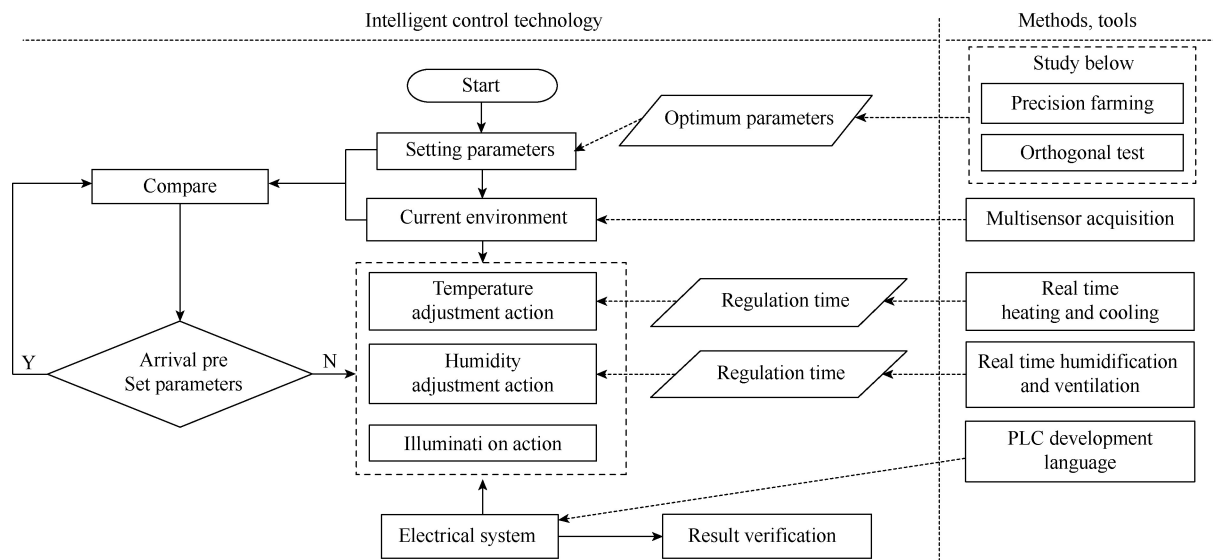 Intelligent control technology
Methods, tools
Start
Setting parameters
Optimum parameters
Study below
Precision farming
Orthogonal test
Compare
Current environment
Multisensor acquisition
Temperature
adjustment action
Regulation time
Real time
heating and cooling
Y
Arrival pre
Set parameters
N
Humidity
adjustment action
Regulation time
Real time humidification
and ventilation
Illuminati on action
PLC development
language
Electrical system
Result verification